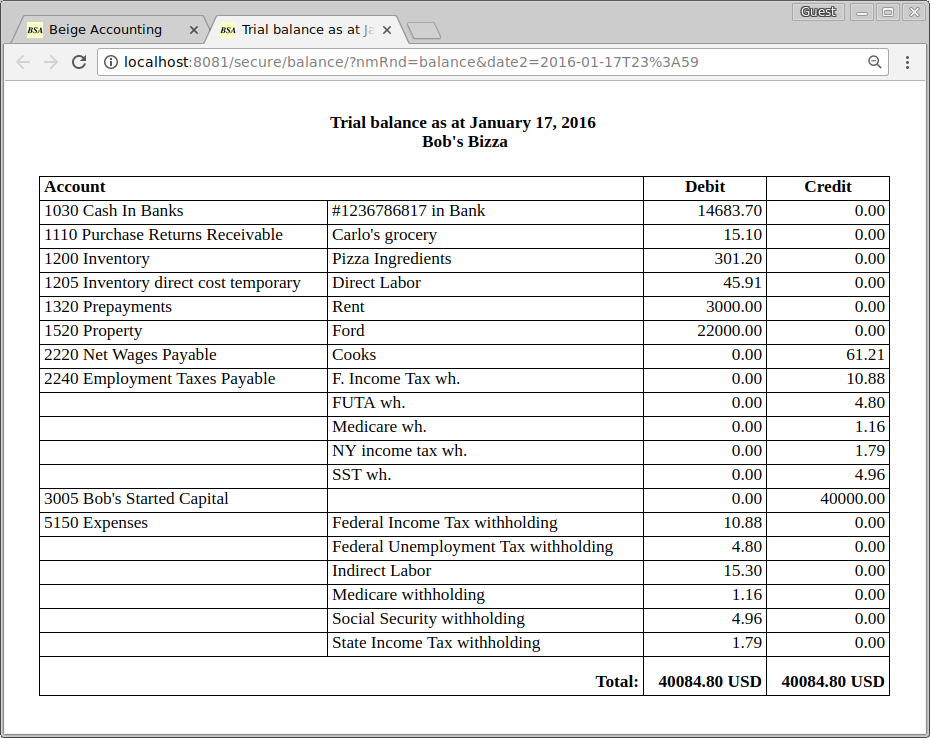 Guest
BSA Beige Accounting
BSA Trial balance as at Ja
localhost:8081/secure/balance/?nmRnd=balance&date2=2016-01-17T23%3A59
Trial balance as at January 17, 2016
Bob's Bizza
Account Debit Credit
1030 Cash In Banks #1236786817 in Bank 14683.70 0.00
1110 Purchase Returns Receivable Carlo's grocery 15.10 0.00
1200 Inventory Pizza Ingredients 301.20 0.00
1205 Inventory direct cost temporary Direct Labor 45.91 0.00
1320 Prepayments Rent 3000.00 0.00
1520 Property Ford 22000.00 0.00
2220 Net Wages Payable Cooks 0.00 61.21
2240 Employment Taxes Payable F. Income Tax wh. 0.00 10.88
FUTA wh. 0.00 4.80
Medicare wh. 0.00 1.16
NY income tax wh. 0.00 1.79
SST wh. 0.00 4.96
3005 Bob's Started Capital 0.00 40000.00
5150 Expenses Federal Income Tax withholding 10.88 0.00
Federal Unemployment Tax withholding 4.80 0.00
Indirect Labor 15.30 0.00
Medicare withholding 1.16 0.00
Social Security withholding 4.96 0.00
State Income Tax withholding 1.79 0.00
Total: 40084.80 USD 40084.80 USD